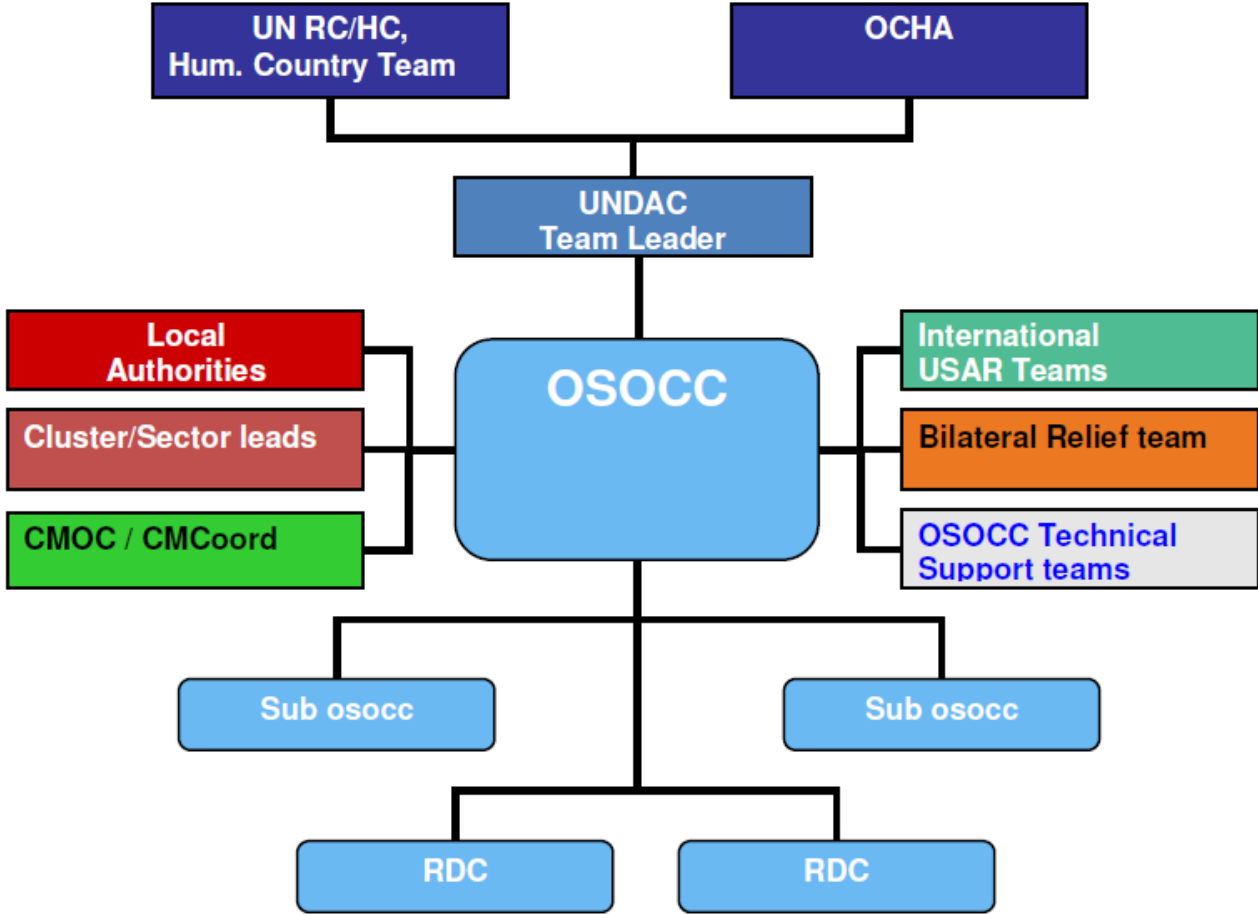 UN RC/HC,
Hum. Country Team
OCHA
UNDAC
Team Leader
Local
Authorities
International
USAR Teams
OSOCC
Cluster/Sector leads
Bilateral Relief team
CMOC / CMCoord
OSOCC Technical
Support teams
Sub osocc
Sub osocc
RDC
RDC